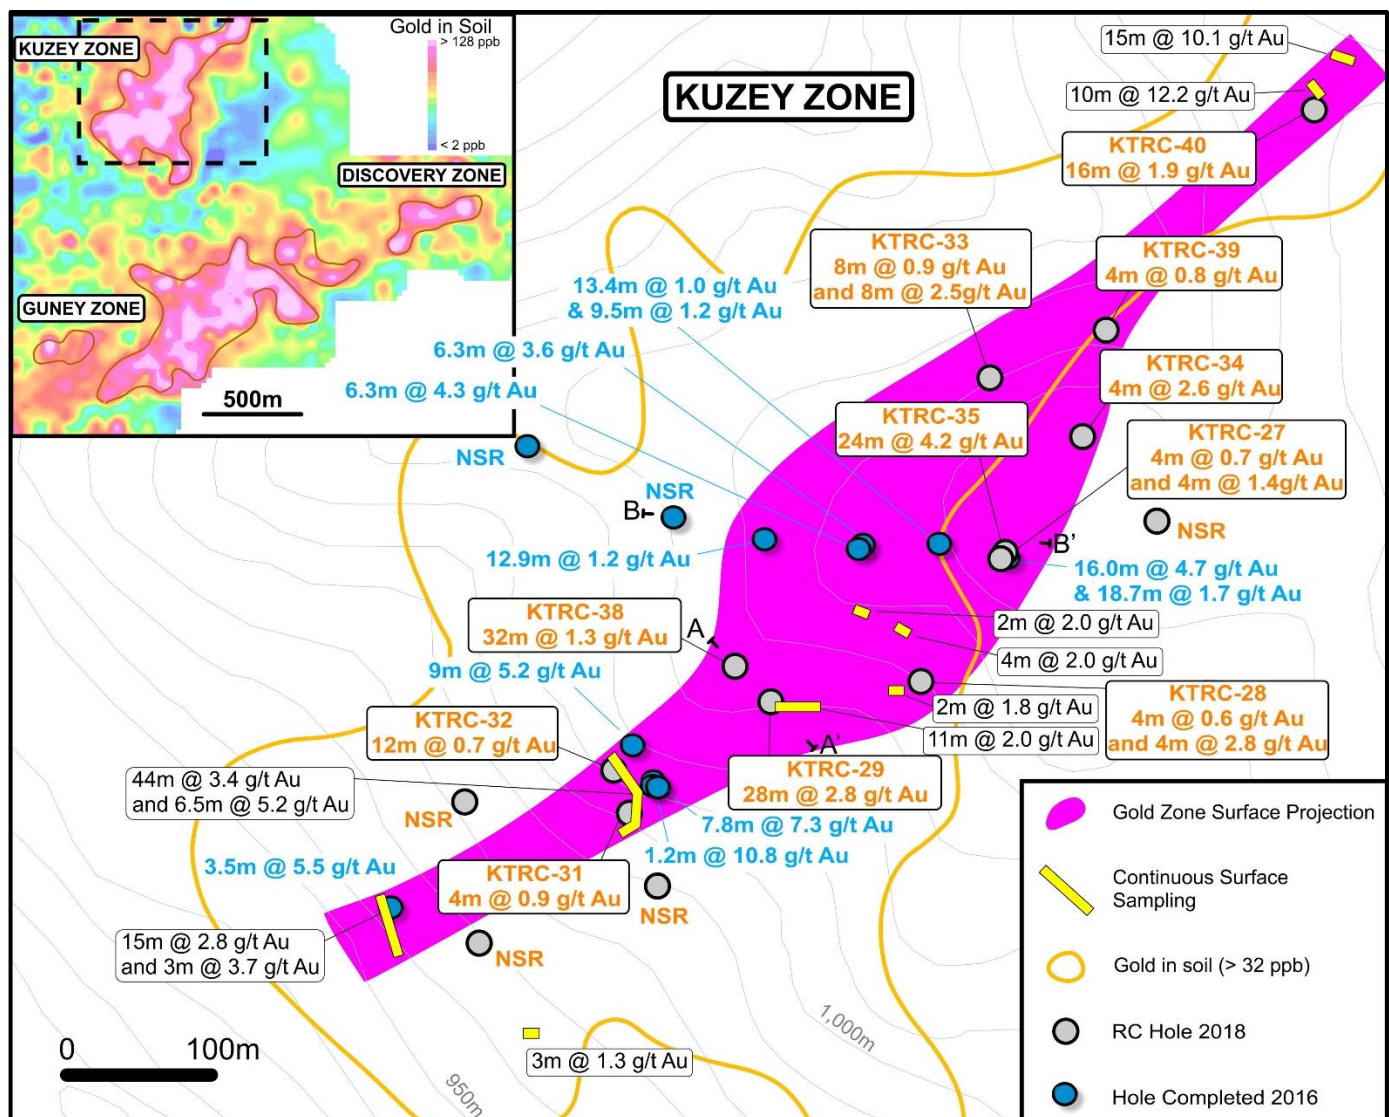 Gold in Soil
> 128 ppb
< 2 ppb
KUZEY ZONE
DISCOVERY ZONE
GUNEY ZONE
500m
KUZEY ZONE
15m @ 10.1 g/t Au
10m @ 12.2 g/t Au
KTRC-40
16m @ 1.9 g/t Au
KTRC-33
8m @ 0.9 g/t Au
and 8m @ 2.5g/t Au
KTRC-39
4m @ 0.8 g/t Au
13.4m @ 1.0 g/t Au
& 9.5m @ 1.2 g/t Au
6.3m @ 3.6 g/t Au
6.3m @ 4.3 g/t Au
KTRC-34
4m @ 2.6 g/t Au
KTRC-35
24m @ 4.2 g/t Au
KTRC-27
4m @ 0.7 g/t Au
and 4m @ 1.4g/t Au
NSR
NSR
B
B'
NSR
12.9m @ 1.2 g/t Au
16.0m @ 4.7 g/t Au
& 18.7m @ 1.7 g/t Au
KTRC-38
32m @ 1.3 g/t Au
A
2m @ 2.0 g/t Au
4m @ 2.0 g/t Au
9m @ 5.2 g/t Au
2m @ 1.8 g/t Au
KTRC-28
4m @ 0.6 g/t Au
and 4m @ 2.8 g/t Au
KTRC-32
12m @ 0.7 g/t Au
11m @ 2.0 g/t Au
A'
KTRC-29
28m @ 2.8 g/t Au
44m @ 3.4 g/t Au
and 6.5m @ 5.2 g/t Au
NSR
7.8m @ 7.3 g/t Au
1.2m @ 10.8 g/t Au
3.5m @ 5.5 g/t Au
KTRC-31
4m @ 0.9 g/t Au
NSR
15m @ 2.8 g/t Au
and 3m @ 3.7 g/t Au
NSR
3m @ 1.3 g/t Au
1,000m
950m
0 100m
Gold Zone Surface Projection
Continuous Surface
Sampling
Gold in soil (> 32 ppb)
RC Hole 2018
Hole Completed 2016